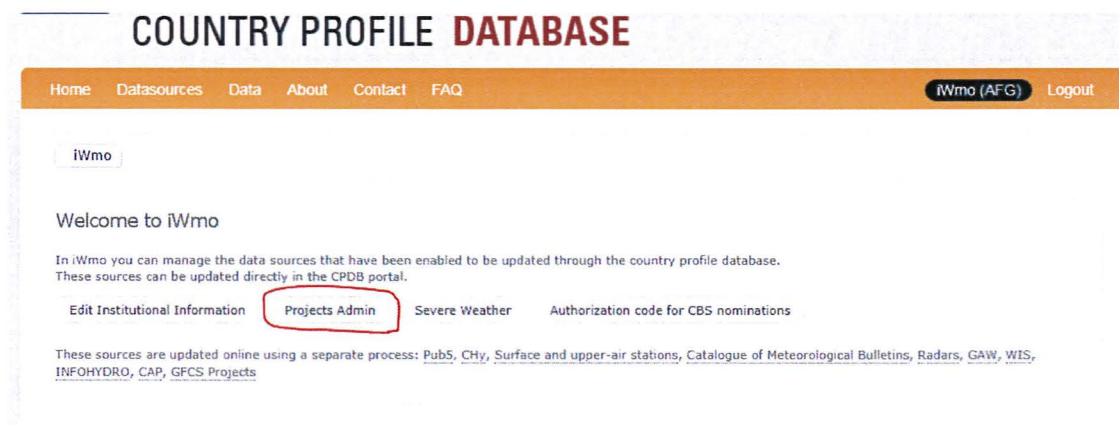 COUNTRY PROFILE DATABASE
Home Datasources Data About Contact FAQ iWmo (AFG) Logout
iWmo
Welcome to iWmo
In iWmo you can manage the data sources that have been enabled to be updated through the country profile database.
These sources can be updated directly in the CPDB portal.
Edit Institutional Information Projects Admin Severe Weather Authorization code for CBS nominations
These sources are updated online using a separate process: Pub5, CHy, Surface and upper-air stations, Catalogue of Meteorological Bulletins, Radars, GAW, WIS,
INFOHYDRO, CAP, GFCS Projects